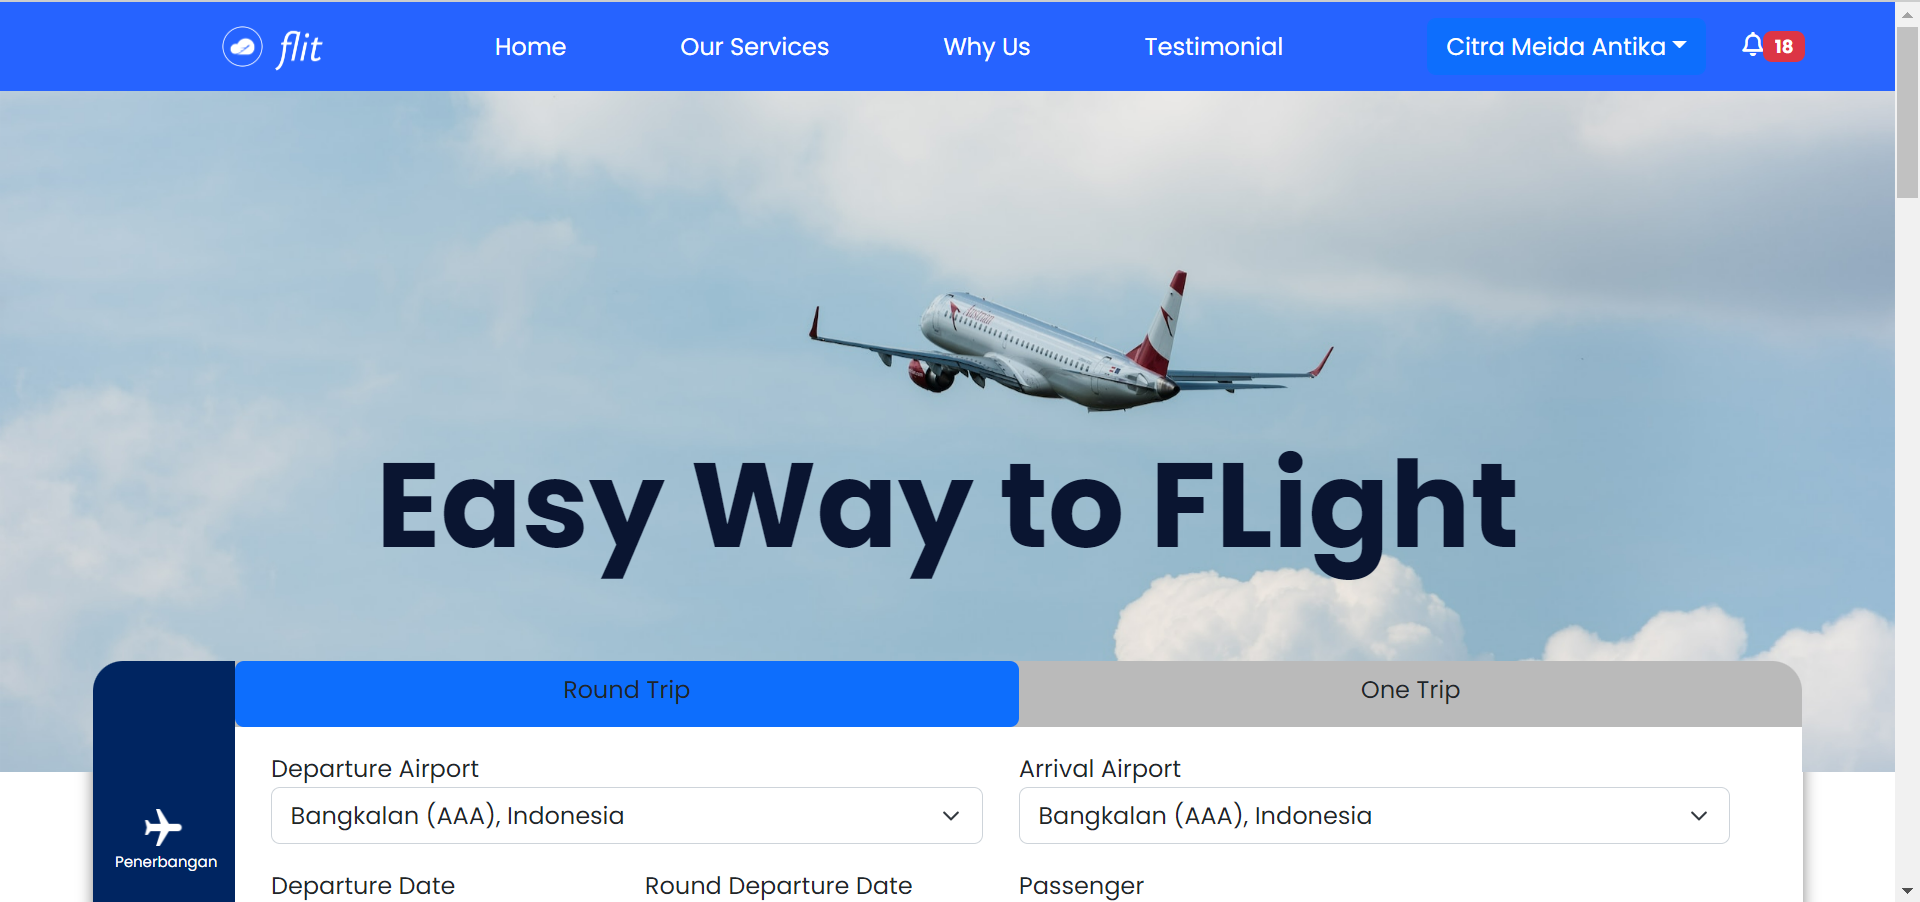 flit Home Our Services Why Us Testimonial Citra Meida Antika 18
Austrian
Easy Way to FLight
Round Trip One Trip
Departure Airport Arrival Airport
Bangkalan (AAA), Indonesia Bangkalan (AAA), Indonesia
Penerbangan
Departure Date Round Departure Date Passenger